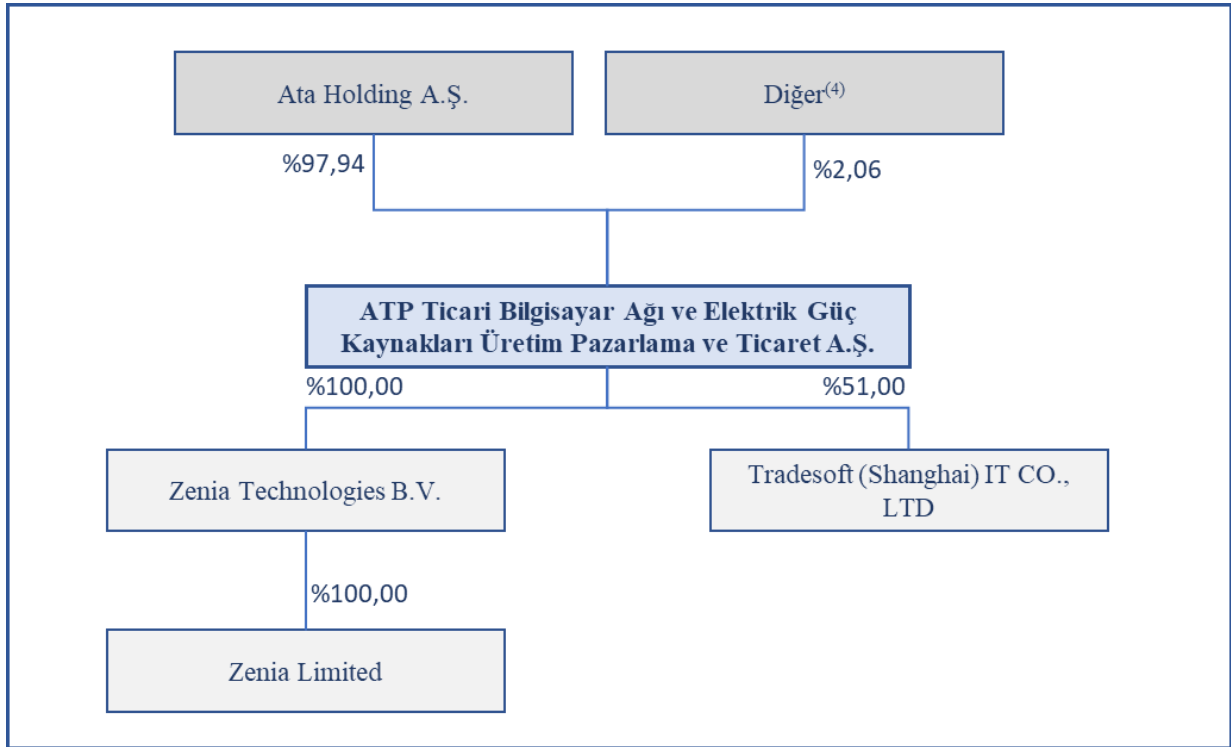 Ata Holding A.Ş.
Diğer(4)
%97,94
%2,06
ATP Ticari Bilgisayar Ağı ve Elektrik Güç
Kaynakları Üretim Pazarlama ve Ticaret A.Ş.
%100,00
%51,00
Zenia Technologies B.V.
Tradesoft (Shanghai) IT CO.,
LTD
%100,00
Zenia Limited